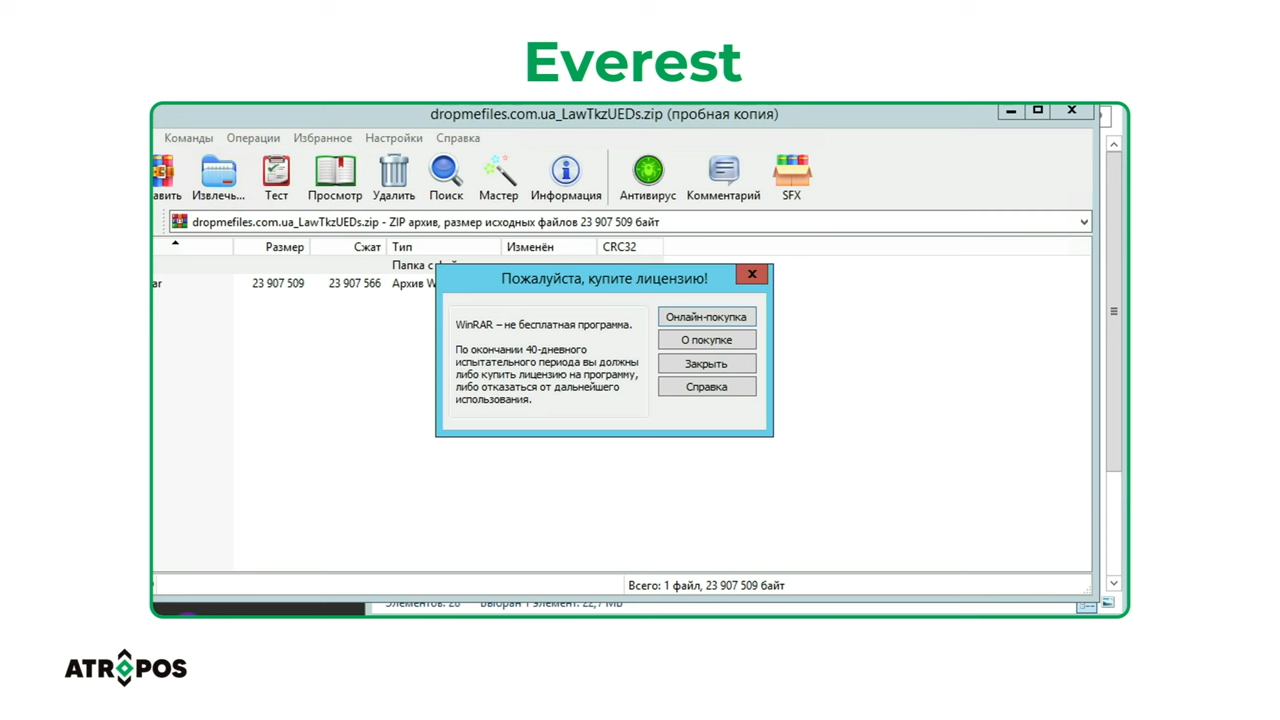 Everest
dropmefiles.com.ua_LawTkzUEDs.zip (пробная копия)
Команды Операции Избранное Настройки Справка
авить Извлечь... Тест Просмотр Удалить Поиск Мастер Информация Антивирус Комментарий SFX
dropmefiles.com.ua_LawTkzUEDs.zip - ZIP архив, размер исходных файлов 23 907 509 байт
Размер Сжат Тип Изменён CRC32
Папка с
ar 23 907 509 23 907 566 Архив W
Пожалуйста, купите лицензию!
WinRAR – не бесплатная программа.
По окончании 40-дневного
испытательного периода вы должны
либо купить лицензию на программу,
либо отказаться от дальнейшего
использования.
Онлайн-покупка
О покупке
Закрыть
Справка
Всего: 1 файл, 23 907 509 байт
Элементов: 28 Выбран 1 элемент: 22,7 МБ
ATROPOS